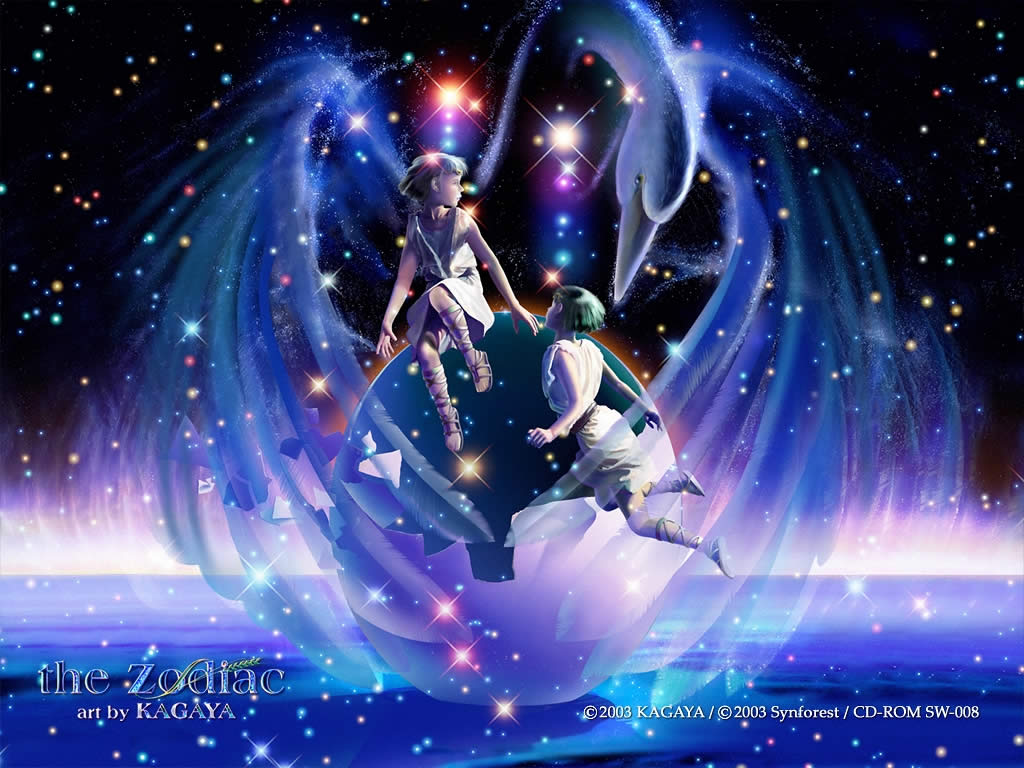 the Zodiac
art by KAGAYA
©2003 KAGAYA / ©2003 Synforest / CD-ROM SW-008